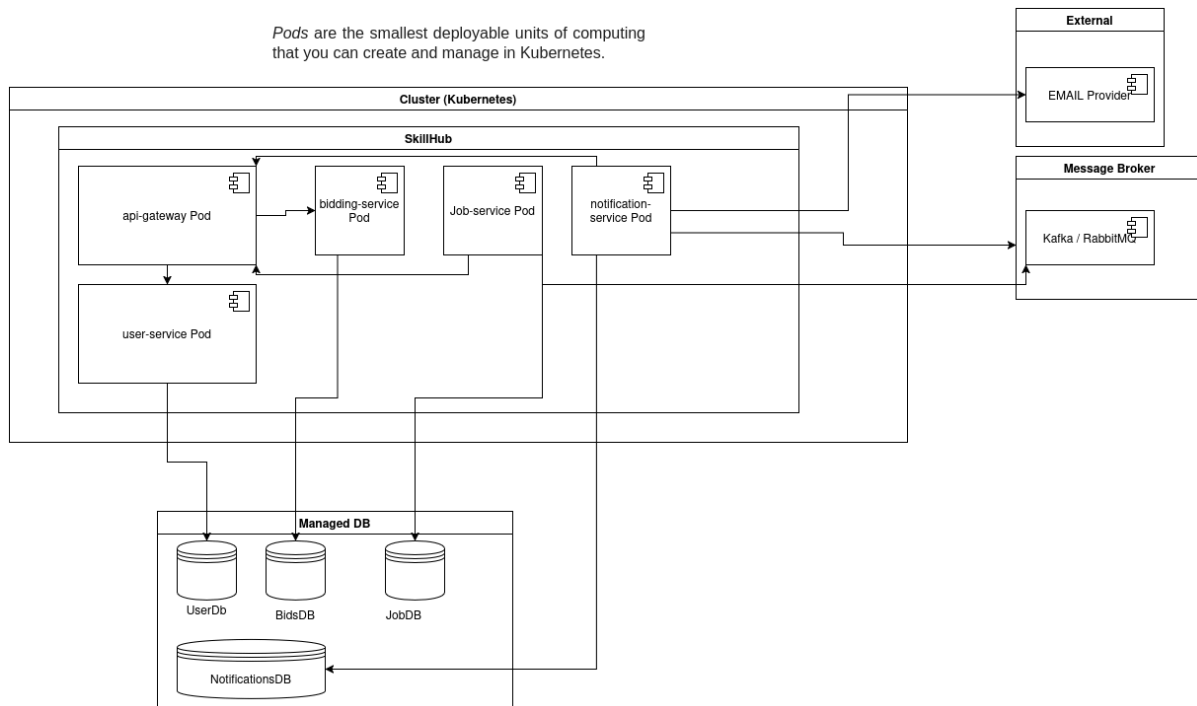 Pods are the smallest deployable units of computing
that you can create and manage in Kubernetes.
External
EMAIL Provider
Cluster (Kubernetes)
SkillHub
Message Broker
api-gateway Pod
bidding-service
Pod
Job-service Pod
notification-
service Pod
Kafka / RabbitMQ
user-service Pod
Managed DB
UserDb
BidsDB
JobDB
NotificationsDB